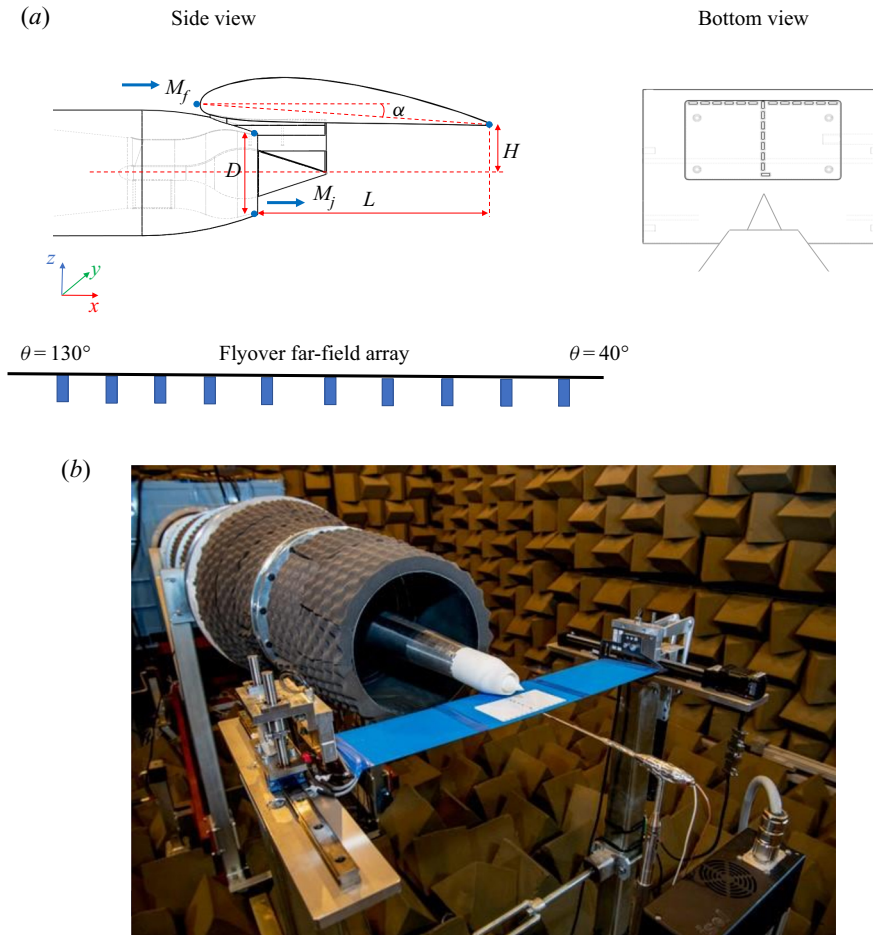 (a)
Side view
Bottom view
M_f
α
H
D
M_j
L
z
y
x
θ = 130°
Flyover far-field array
θ = 40°
(b)